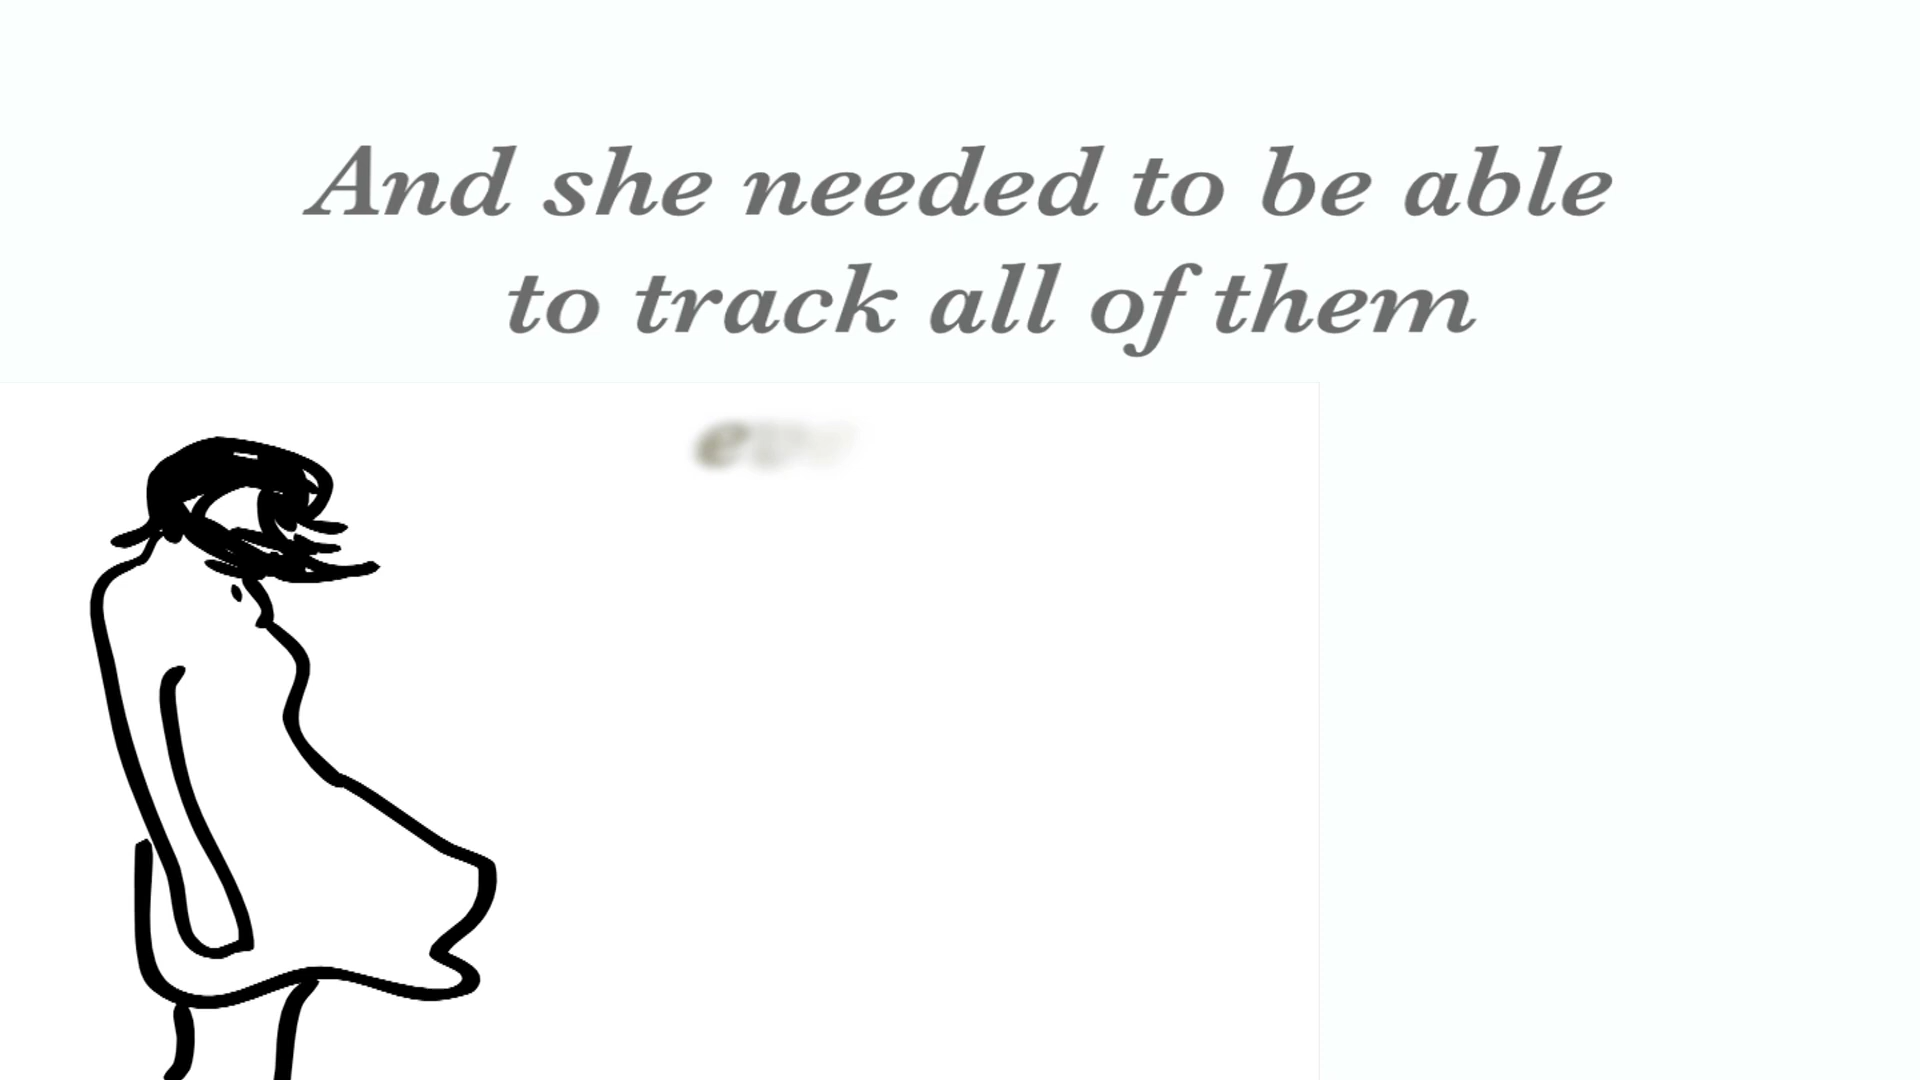 And she needed to be able
to track all of them